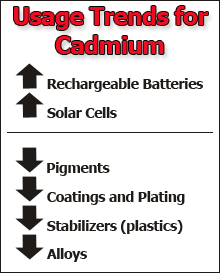 Usage Trends for
Cadmium
Rechargeable Batteries
Solar Cells
Pigments
Coatings and Plating
Stabilizers (plastics)
Alloys